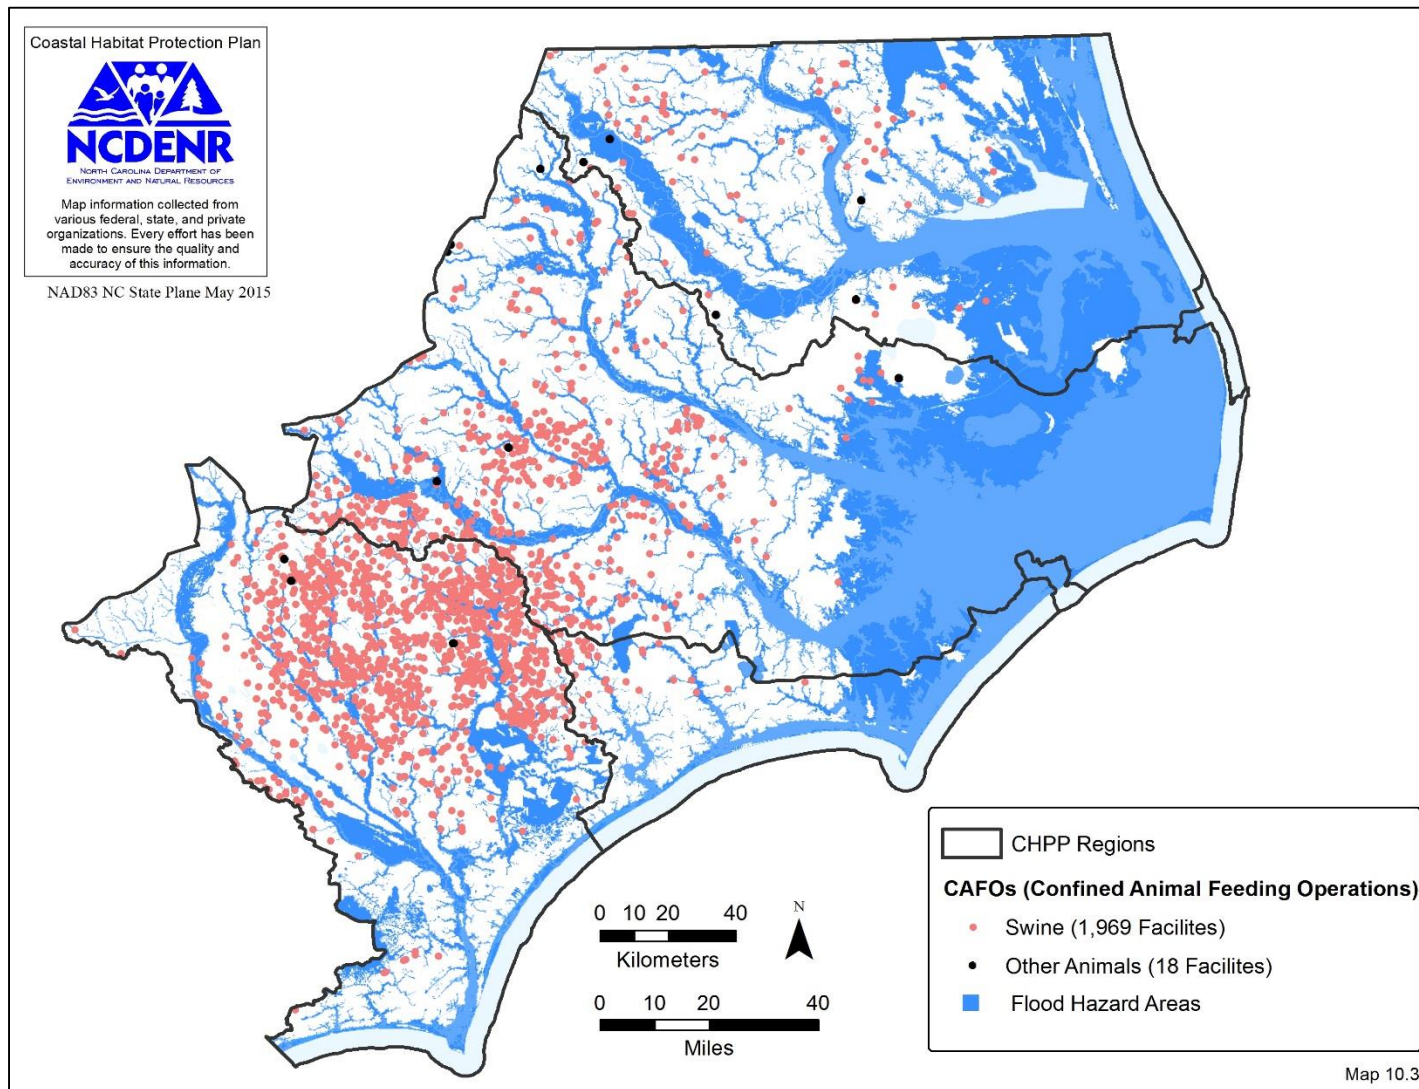 Coastal Habitat Protection Plan
NCDENR
North Carolina Department of
Environment and Natural Resources
Map information collected from
various federal, state, and private
organizations. Every effort has been
made to ensure the quality and
accuracy of this information.
NAD83 NC State Plane May 2015
CHPP Regions
CAFOs (Confined Animal Feeding Operations)
Swine (1,969 Facilites)
Other Animals (18 Facilites)
Flood Hazard Areas
0 10 20 40
Kilometers
N
0 10 20 40
Miles
Map 10.3